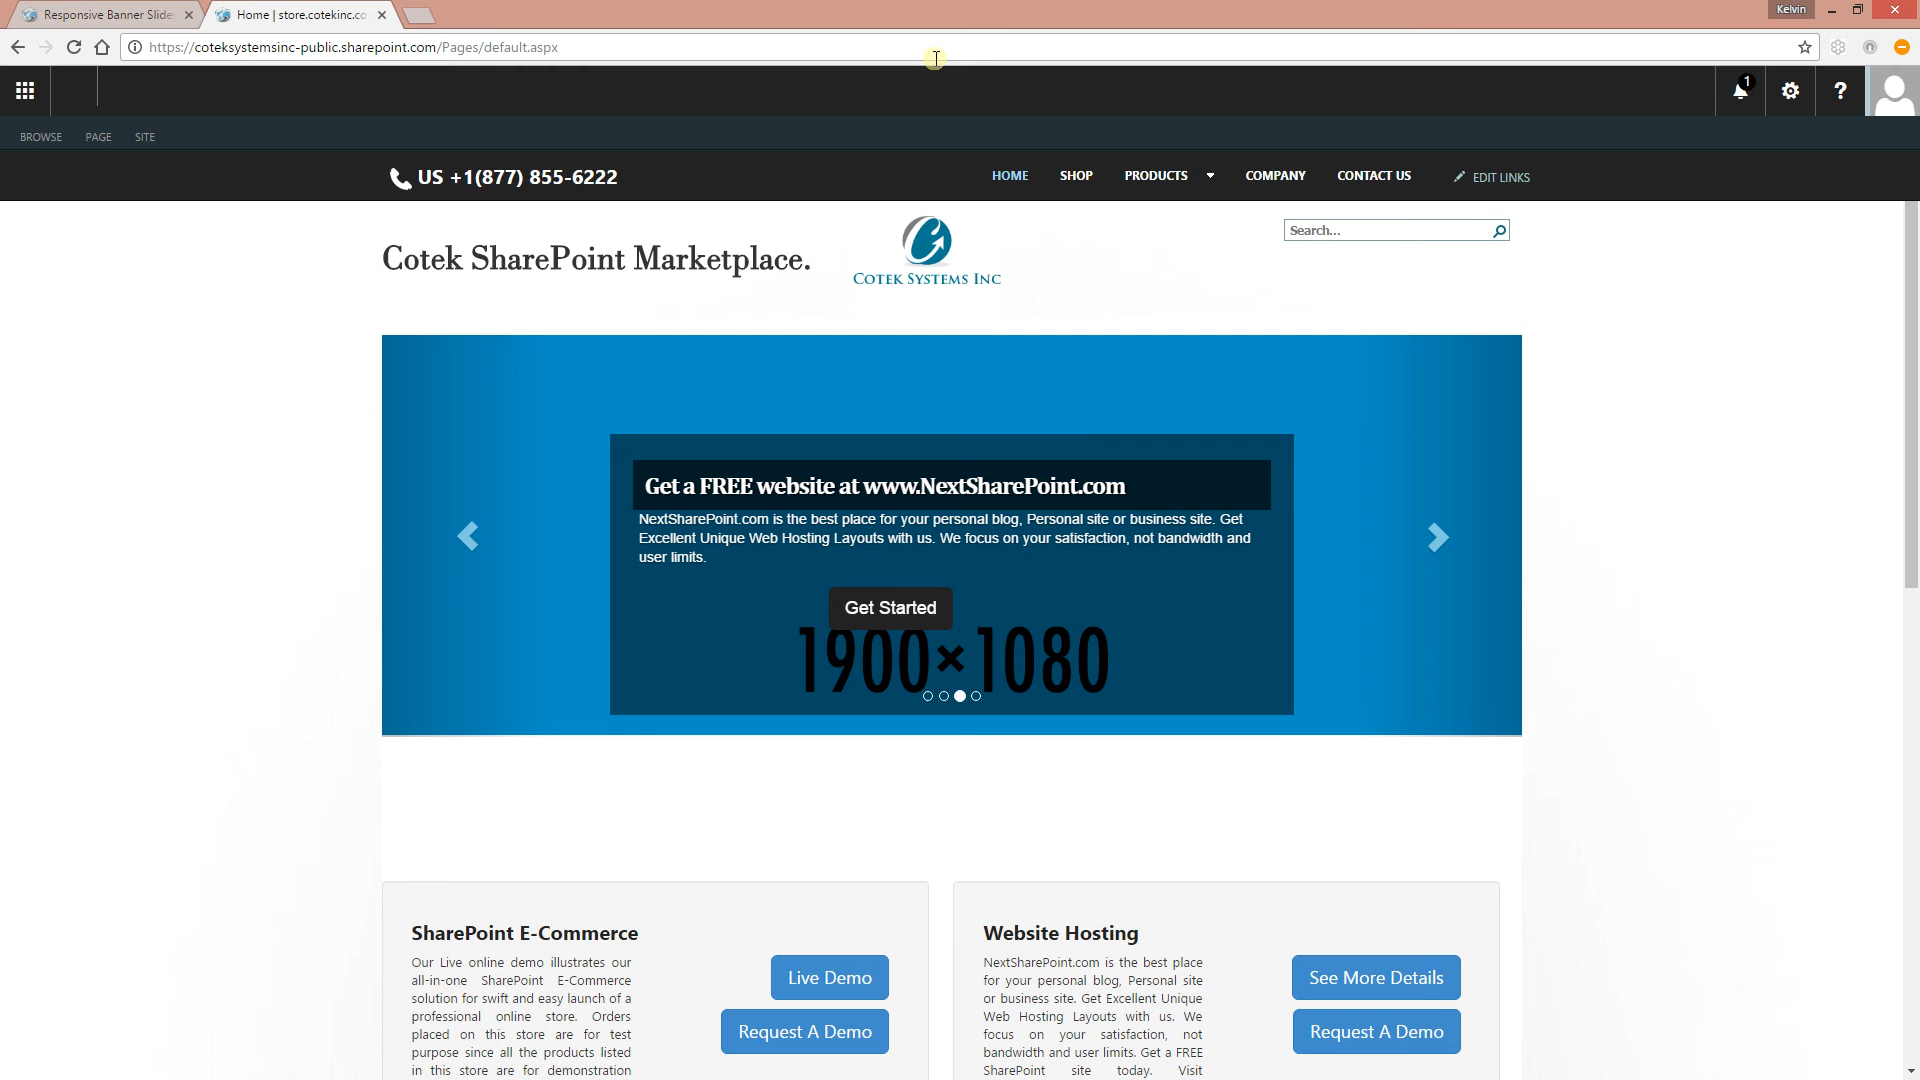 Responsive Banner Slide
Home | store.cotekinc.co
Kelvin
https://coteksystemsinc-public.sharepoint.com/Pages/default.aspx
1
?
BROWSE
PAGE
SITE
US +1(877) 855-6222
HOME
SHOP
PRODUCTS
COMPANY
CONTACT US
EDIT LINKS
Cotek SharePoint Marketplace.
COTEK SYSTEMS INC
Search...
Get a FREE website at www.NextSharePoint.com
NextSharePoint.com is the best place for your personal blog, Personal site or business site. Get
Excellent Unique Web Hosting Layouts with us. We focus on your satisfaction, not bandwidth and
user limits.
Get Started
1900×1080
SharePoint E-Commerce
Our Live online demo illustrates our
all-in-one SharePoint E-Commerce
solution for swift and easy launch of a
professional online store. Orders
placed on this store are for test
purpose since all the products listed
in this store are for demonstration
Live Demo
Request A Demo
Website Hosting
NextSharePoint.com is the best place
for your personal blog, Personal site
or business site. Get Excellent Unique
Web Hosting Layouts with us. We
focus on your satisfaction, not
bandwidth and user limits. Get a FREE
SharePoint site today. Visit
See More Details
Request A Demo